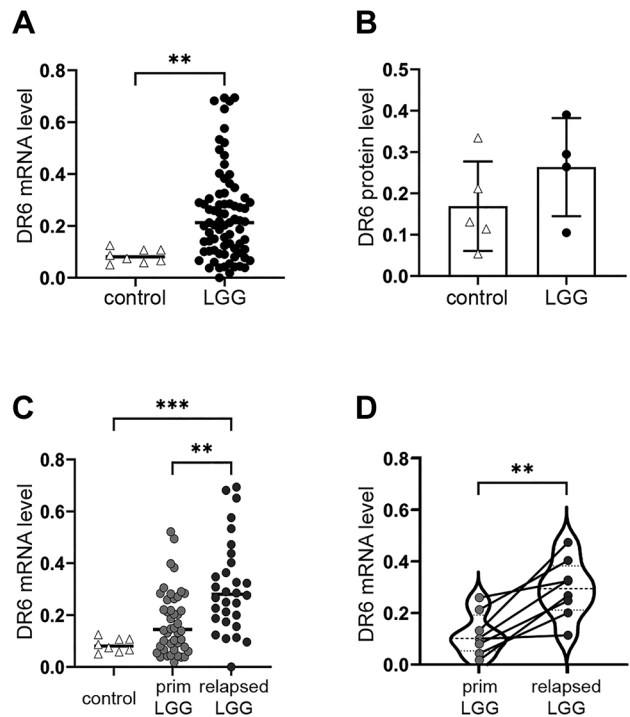 A
**
DR6 mRNA level
0.8
0.6
0.4
0.2
0.0
control
LGG
B
DR6 protein level
0.5
0.4
0.3
0.2
0.1
0.0
control
LGG
C
***
**
DR6 mRNA level
0.8
0.6
0.4
0.2
0.0
control
prim
LGG
relapsed
LGG
D
**
DR6 mRNA level
0.8
0.6
0.4
0.2
0.0
prim
LGG
relapsed
LGG